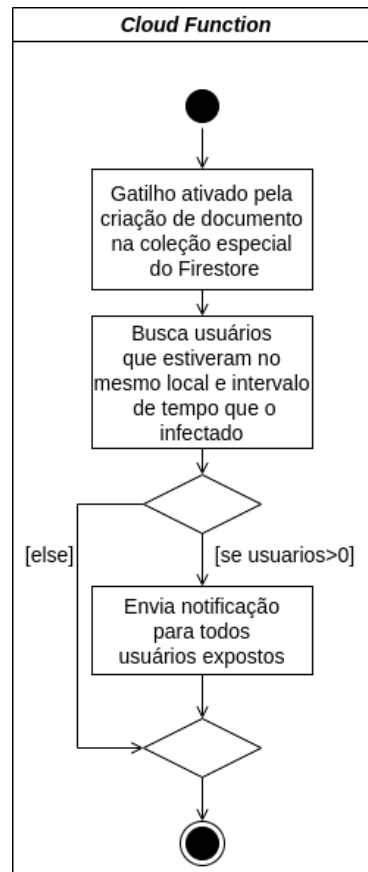 Cloud Function
Gatilho ativado pela
criação de documento
na coleção especial
do Firestore
Busca usuários
que estiveram no
mesmo local e intervalo
de tempo que o
infectado
[else]
[se usuarios>0]
Envia notificação
para todos
usuários expostos